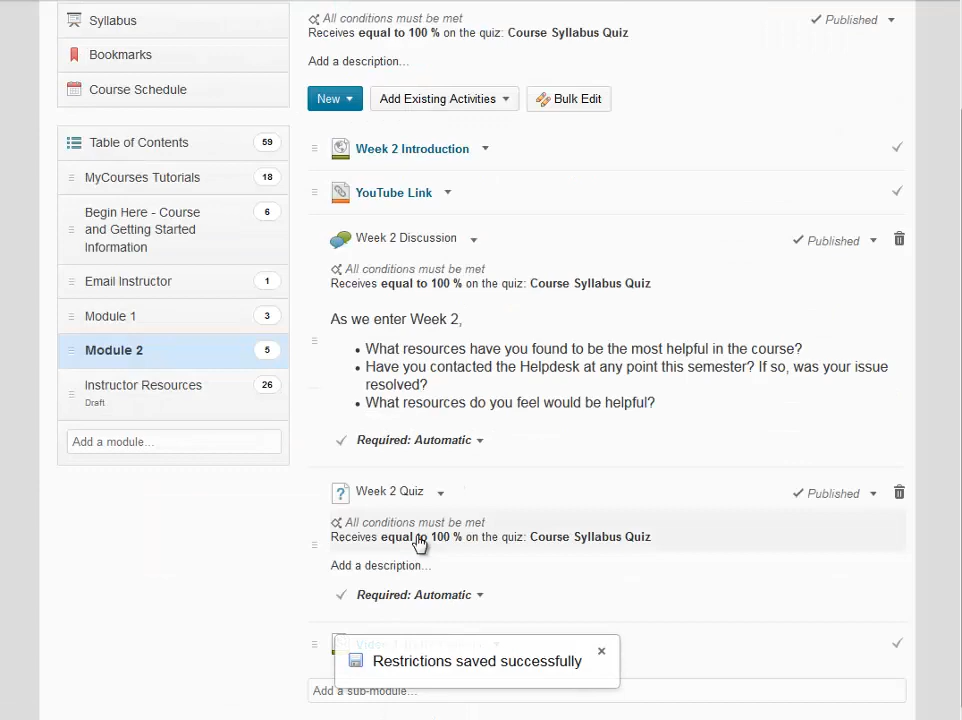 Syllabus
Bookmarks
Course Schedule
Table of Contents 59
MyCourses Tutorials 18
Begin Here - Course 6
and Getting Started
Information
Email Instructor 1
Module 1 3
Module 2 5
Instructor Resources 26
Draft
Add a module...
All conditions must be met
Published
Receives equal to 100 % on the quiz: Course Syllabus Quiz
Add a description...
New
Add Existing Activities
Bulk Edit
Week 2 Introduction
YouTube Link
Week 2 Discussion
Published
All conditions must be met
Receives equal to 100 % on the quiz: Course Syllabus Quiz
As we enter Week 2,
• What resources have you found to be the most helpful in the course?
• Have you contacted the Helpdesk at any point this semester? If so, was your issue
resolved?
• What resources do you feel would be helpful?
Required: Automatic
Week 2 Quiz
Published
All conditions must be met
Receives equal to 100 % on the quiz: Course Syllabus Quiz
Add a description...
Required: Automatic
Restrictions saved successfully
Add a sub-module...